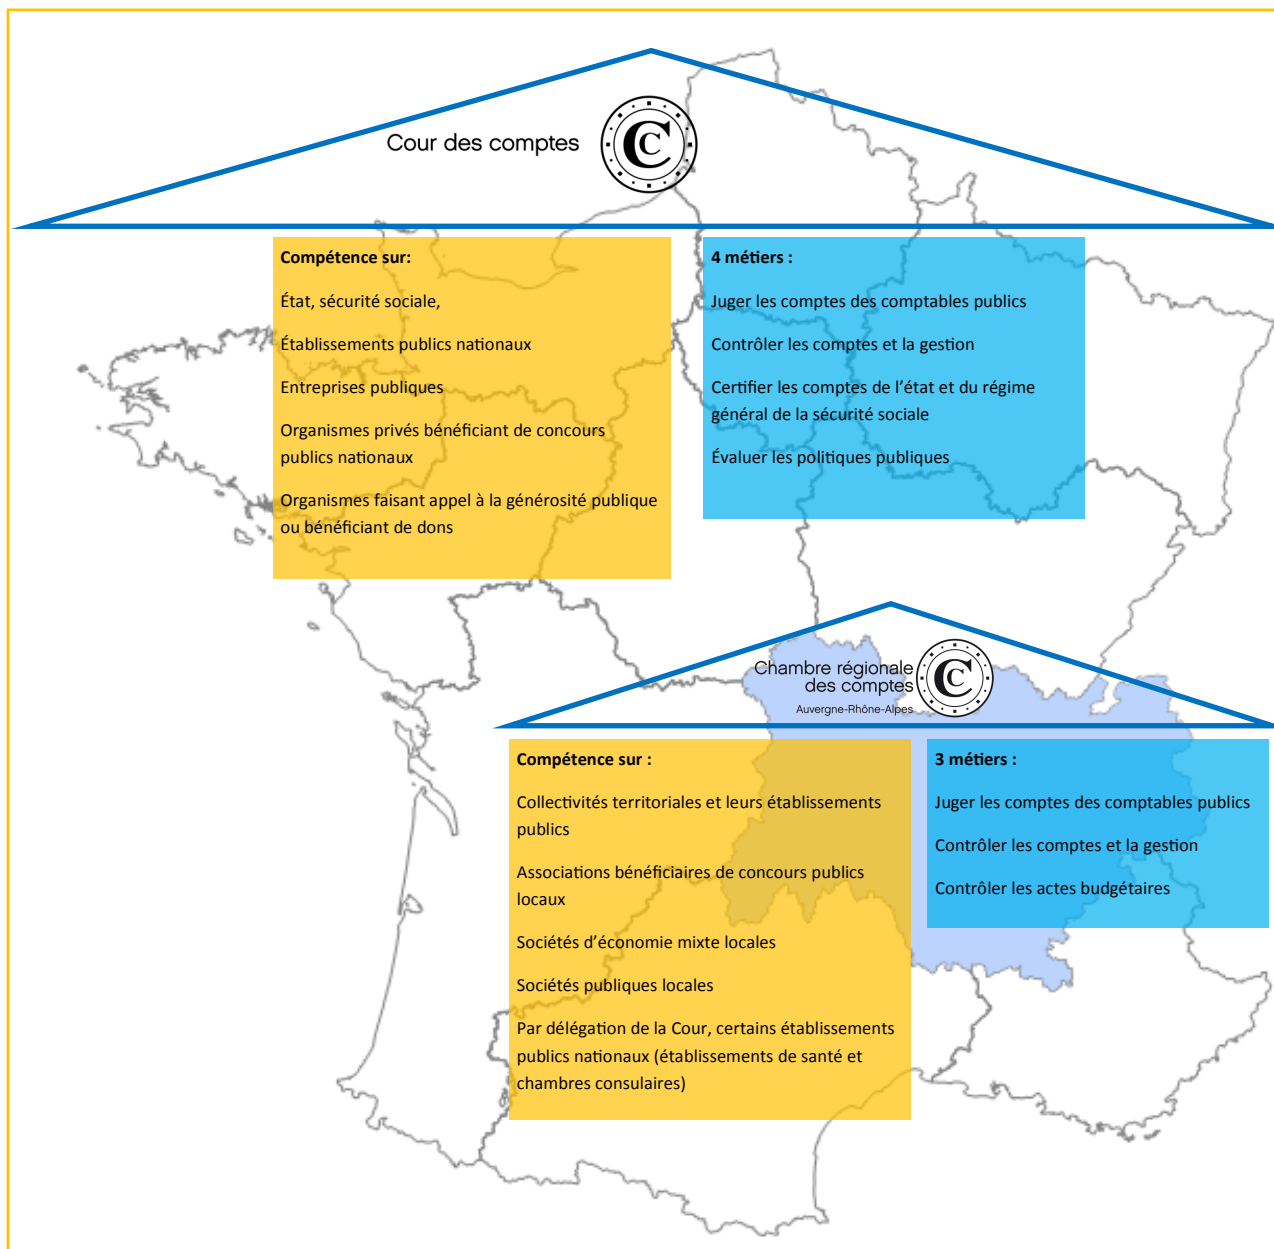 Cour des comptes
CC
Compétence sur:
État, sécurité sociale,
Établissements publics nationaux
Entreprises publiques
Organismes privés bénéficiant de concours
publics nationaux
Organismes faisant appel à la générosité publique
ou bénéficiant de dons
4 métiers :
Juger les comptes des comptables publics
Contrôler les comptes et la gestion
Certifier les comptes de l’état et du régime
général de la sécurité sociale
Évaluer les politiques publiques
Chambre régionale
des comptes
Auvergne-Rhône-Alpes
CC
Compétence sur :
Collectivités territoriales et leurs établissements
publics
Associations bénéficiaires de concours publics
locaux
Sociétés d’économie mixte locales
Sociétés publiques locales
Par délégation de la Cour, certains établissements
publics nationaux (établissements de santé et
chambres consulaires)
3 métiers :
Juger les comptes des comptables publics
Contrôler les comptes et la gestion
Contrôler les actes budgétaires